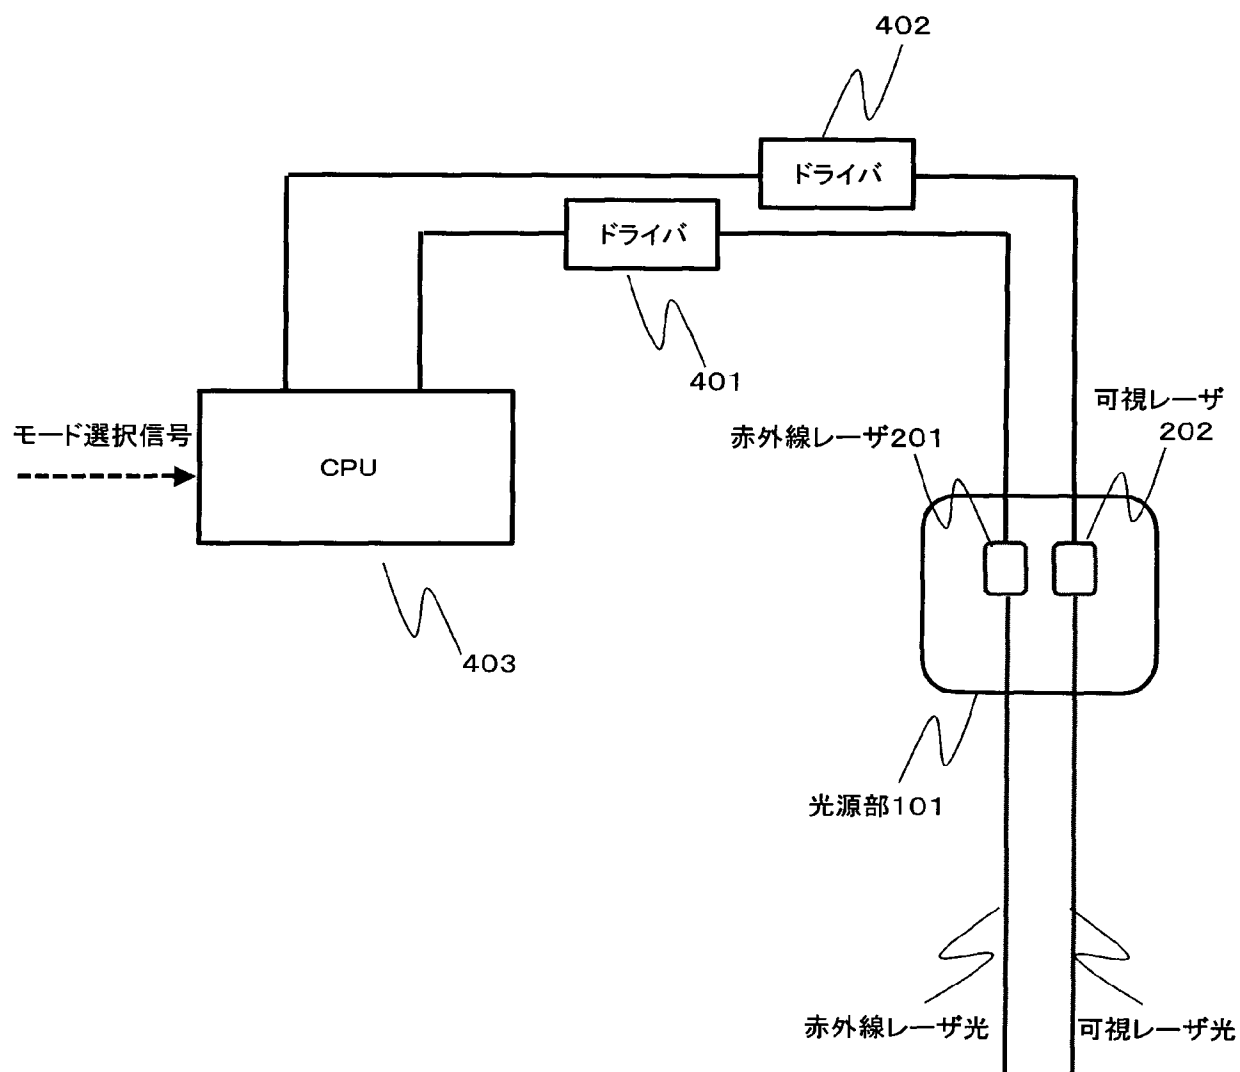 402
ドライバ
ドライバ
401
可視レーザ
202
赤外線レーザ201
モード選択信号
CPU
403
光源部101
赤外線レーザ光
可視レーザ光